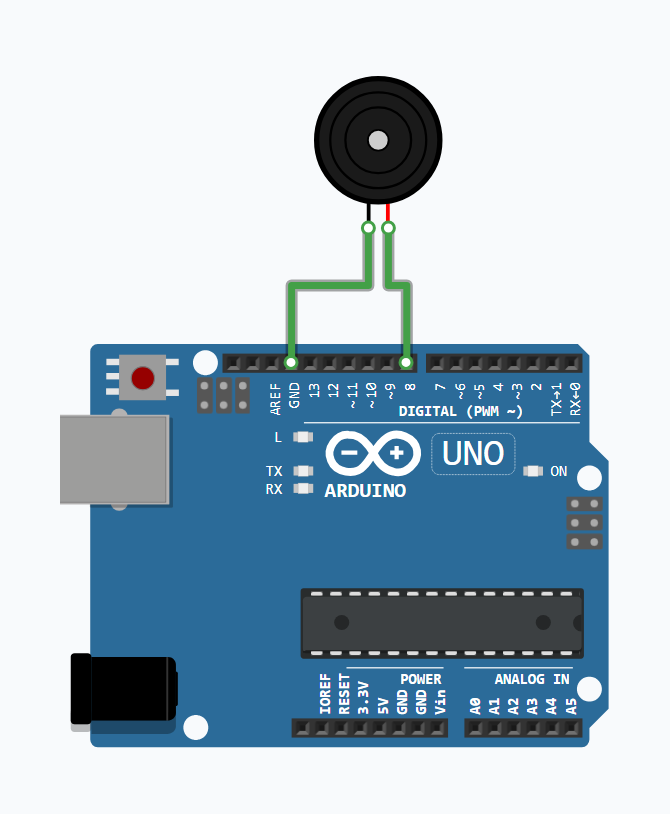 AREF GND 13 12 ~11 ~10 ~9 8 7 ~6 ~5 ~4 ~3 2 TX→1 RX←0
DIGITAL (PWM ~)
L
TX
RX
UNO
ON
ARDUINO
POWER
ANALOG IN
IOREF RESET 3.3V 5V GND GND Vin A0 A1 A2 A3 A4 A5